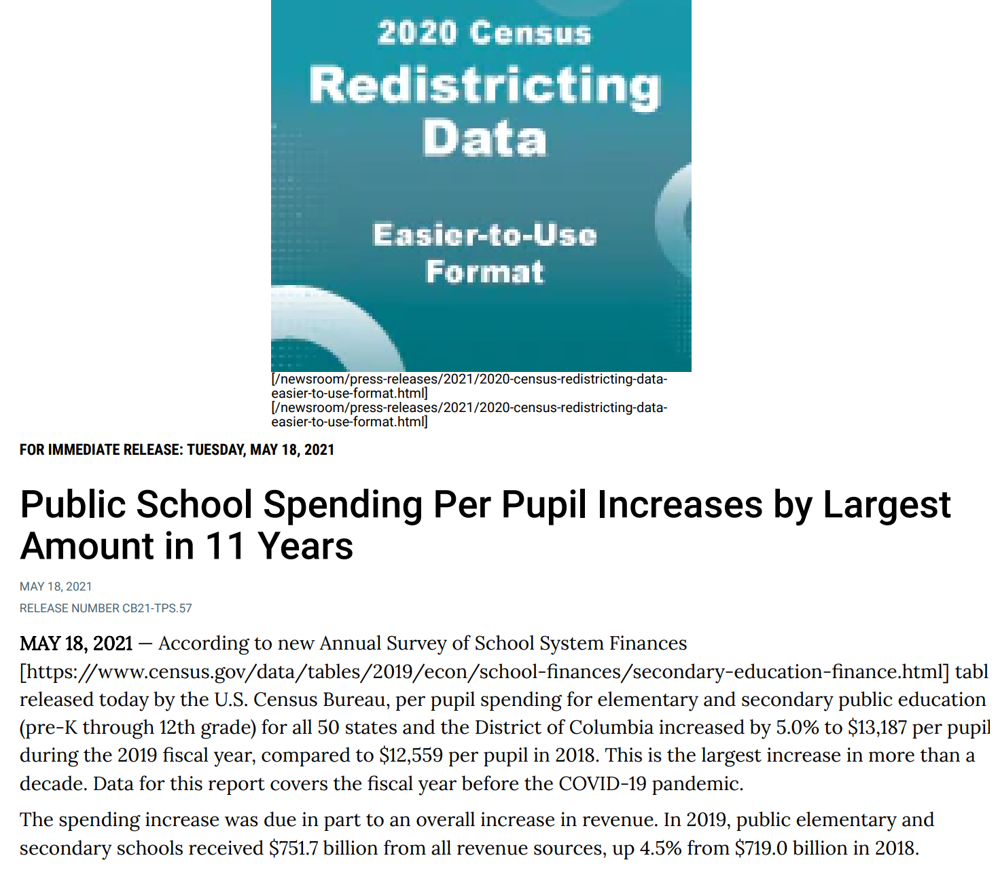 2020 Census
Redistricting
Data
Easier-to-Use
Format
[/newsroom/press-releases/2021/2020-census-redistricting-data-
easier-to-use-format.html]
[/newsroom/press-releases/2021/2020-census-redistricting-data-
easier-to-use-format.html]
FOR IMMEDIATE RELEASE: TUESDAY, MAY 18, 2021
Public School Spending Per Pupil Increases by Largest
Amount in 11 Years
MAY 18, 2021
RELEASE NUMBER CB21-TPS.57
MAY 18, 2021 — According to new Annual Survey of School System Finances
[https://www.census.gov/data/tables/2019/econ/school-finances/secondary-education-finance.html] tabl
released today by the U.S. Census Bureau, per pupil spending for elementary and secondary public education
(pre-K through 12th grade) for all 50 states and the District of Columbia increased by 5.0% to $13,187 per pupil
during the 2019 fiscal year, compared to $12,559 per pupil in 2018. This is the largest increase in more than a
decade. Data for this report covers the fiscal year before the COVID-19 pandemic.
The spending increase was due in part to an overall increase in revenue. In 2019, public elementary and
secondary schools received $751.7 billion from all revenue sources, up 4.5% from $719.0 billion in 2018.